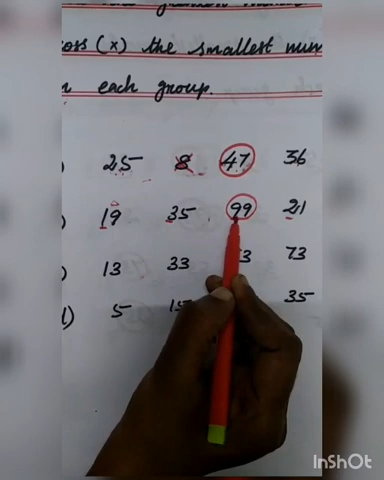 (x) the smallest num
each group.
25 8 47 36
19 35 99 21
13 33 73
5 15 35
InShOt